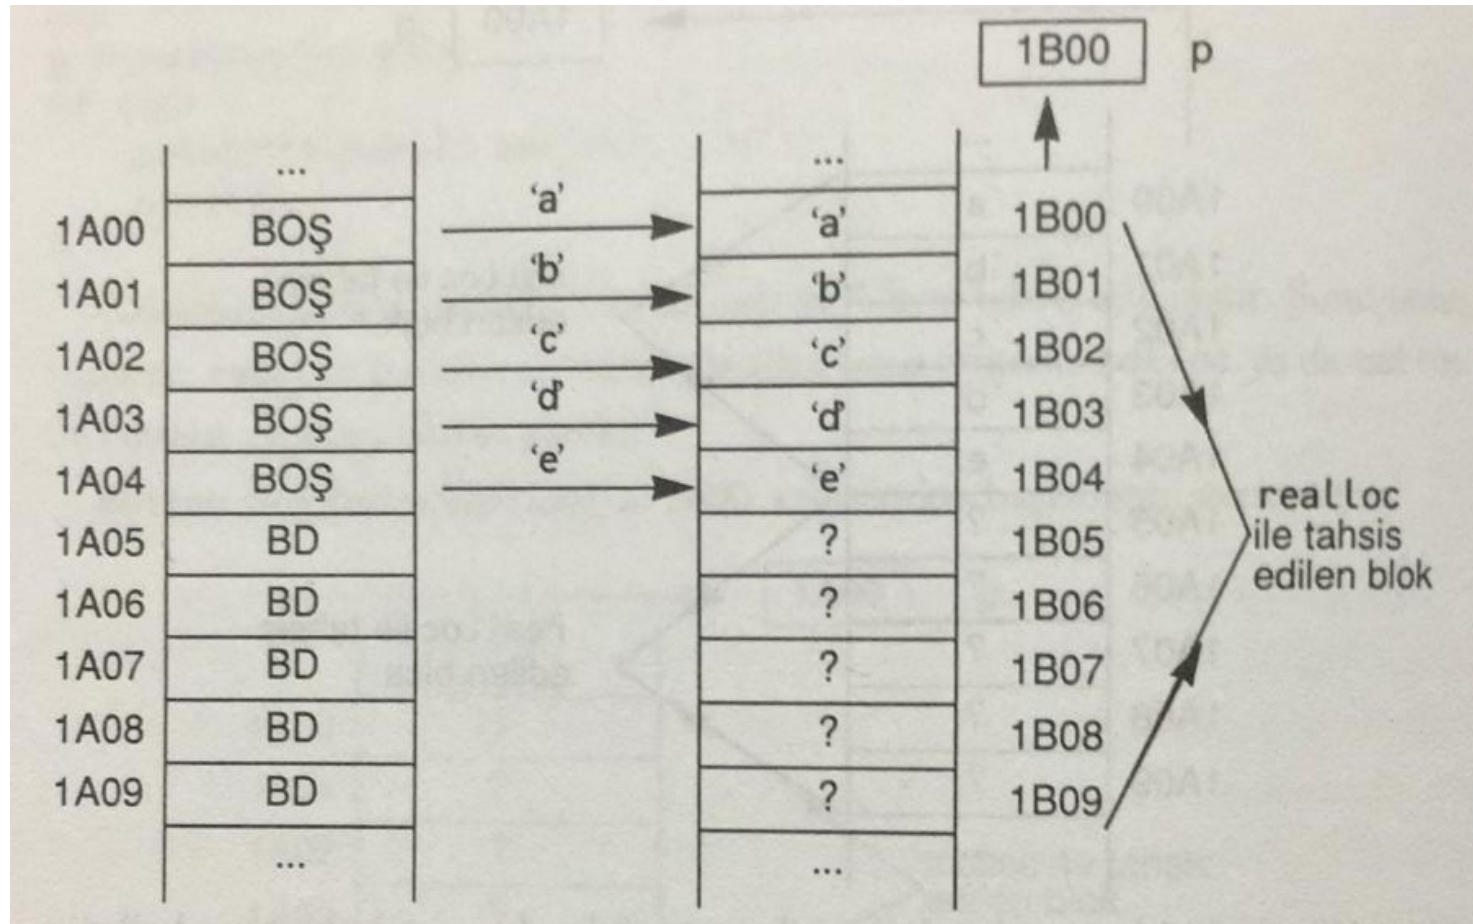 1B00 p
... ...
1A00 BOŞ 'a' 'a' 1B00
1A01 BOŞ 'b' 'b' 1B01
1A02 BOŞ 'c' 'c' 1B02
1A03 BOŞ 'd' 'd' 1B03
1A04 BOŞ 'e' 'e' 1B04
1A05 BD ? 1B05
1A06 BD ? 1B06
1A07 BD ? 1B07
1A08 BD ? 1B08
1A09 BD ? 1B09
... ...
realloc
ile tahsis
edilen blok